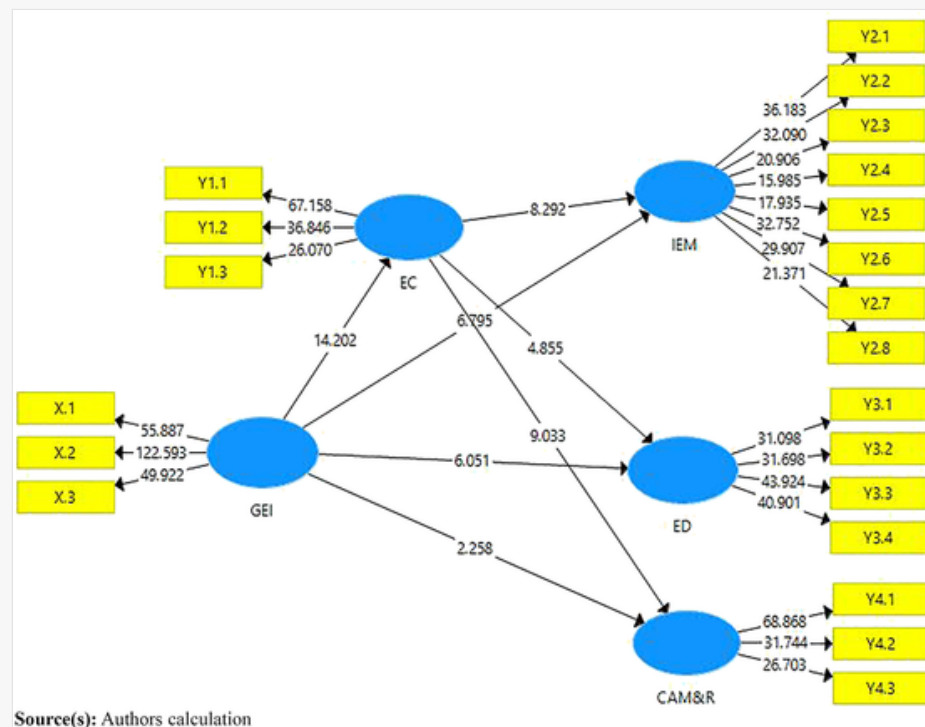 Y2.1
Y2.2
Y2.3
Y2.4
Y2.5
Y2.6
Y2.7
Y2.8
36.183
32.090
20.906
15.985
17.935
32.752
29.907
21.371
IEM
Y1.1
Y1.2
Y1.3
67.158
36.846
26.070
EC
8.292
14.202
6.795
4.855
9.033
X.1
X.2
X.3
55.887
122.593
49.922
GEI
6.051
2.258
Y3.1
Y3.2
Y3.3
Y3.4
31.098
31.698
43.924
40.901
ED
Y4.1
Y4.2
Y4.3
68.868
31.744
26.703
CAM&R
Source(s): Authors calculation